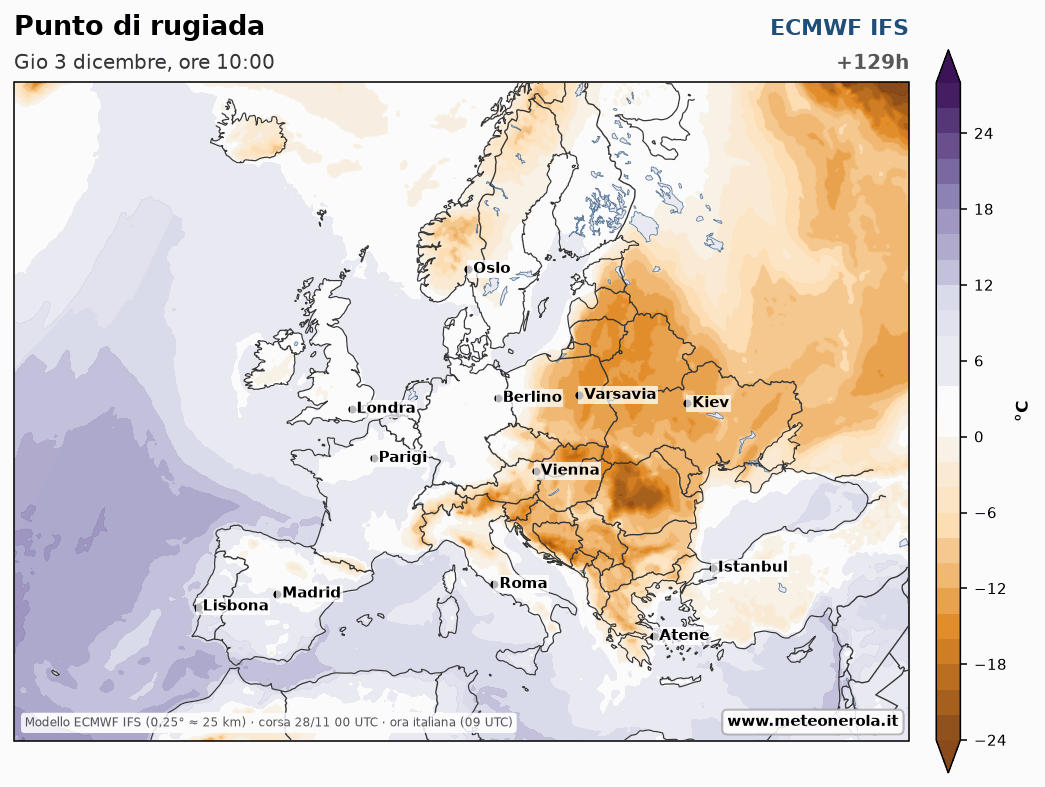 Punto di rugiada
ECMWF IFS
Gio 3 dicembre, ore 10:00
+129h
24
18
12
6
0
−6
−12
−18
−24
°C
Oslo
Berlino
Varsavia
Kiev
Londra
Parigi
Vienna
Istanbul
Roma
Madrid
Lisbona
Atene
Modello ECMWF IFS (0,25° ≈ 25 km) · corsa 28/11 00 UTC · ora italiana (09 UTC)
www.meteonerola.it